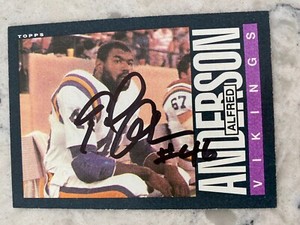 TOPPS
ANDERSON
ALFRED
VIKINGS
67
#46